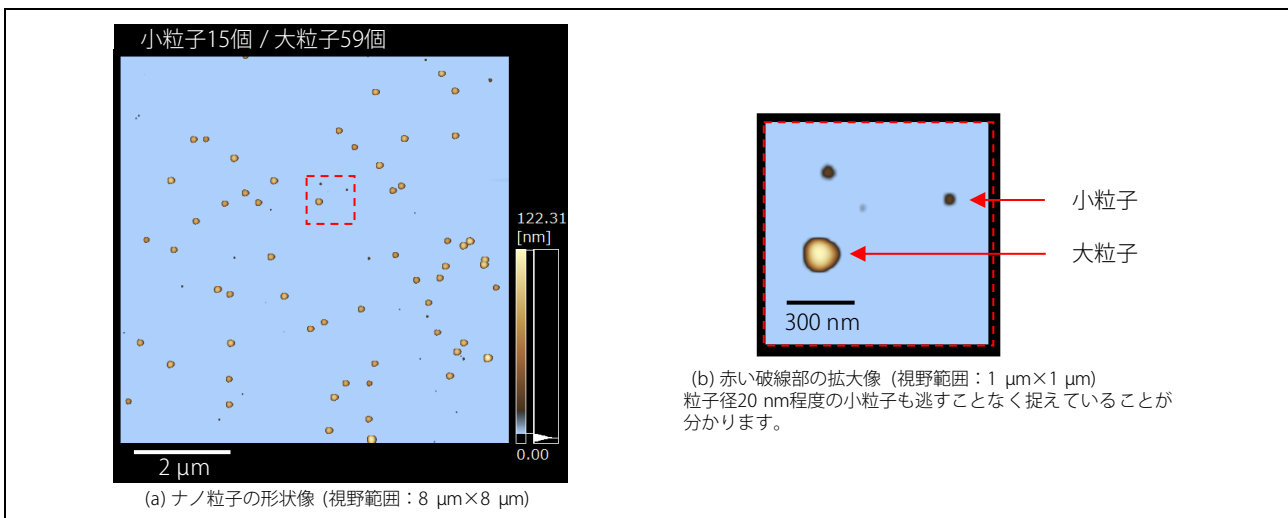 小粒子15個 / 大粒子59個
122.31
[nm]
0.00
2 μm
(a) ナノ粒子の形状像 (視野範囲：8 μm×8 μm)
小粒子
大粒子
300 nm
(b) 赤い破線部の拡大像 (視野範囲：1 μm×1 μm)
粒子径20 nm程度の小粒子も逃すことなく捉えていることが
分かります。